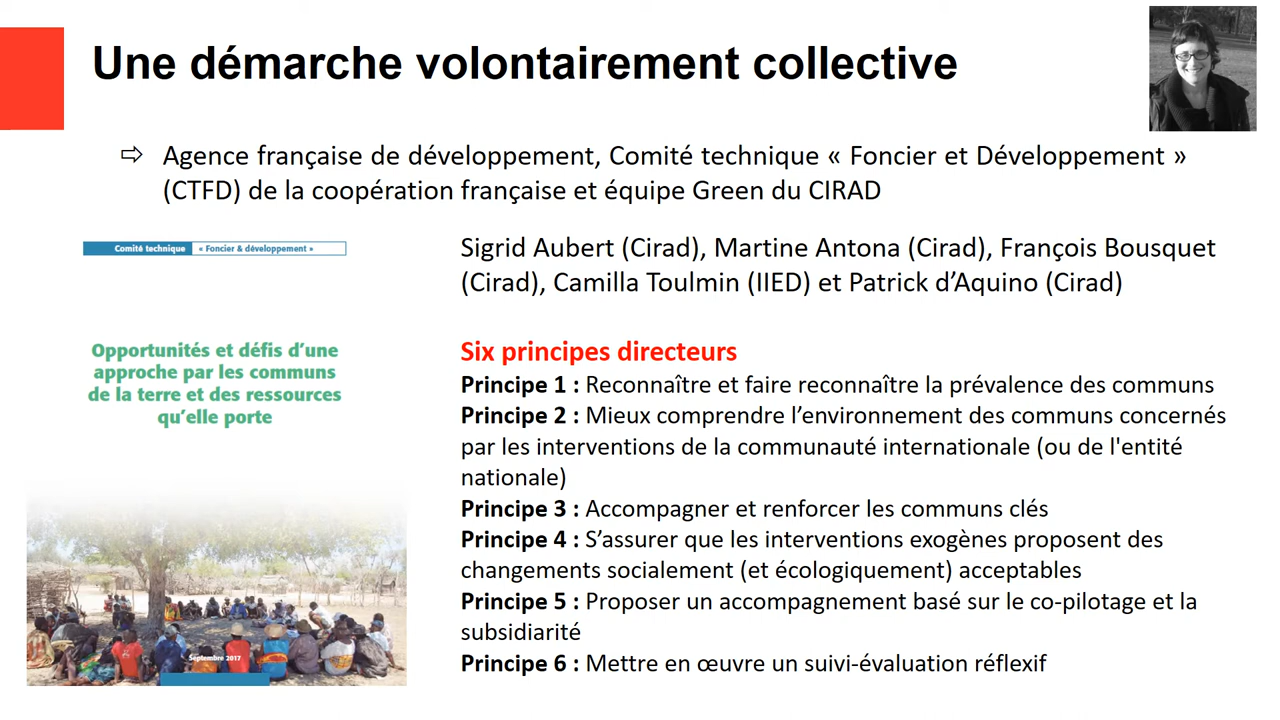 Une démarche volontairement collective
⇨ Agence française de développement, Comité technique « Foncier et Développement »
(CTFD) de la coopération française et équipe Green du CIRAD
Comité technique « Foncier & développement »
Opportunités et défis d’une
approche par les communs
de la terre et des ressources
qu’elle porte
Septembre 2017
Sigrid Aubert (Cirad), Martine Antona (Cirad), François Bousquet
(Cirad), Camilla Toulmin (IIED) et Patrick d’Aquino (Cirad)
Six principes directeurs
Principe 1 : Reconnaître et faire reconnaître la prévalence des communs
Principe 2 : Mieux comprendre l’environnement des communs concernés
par les interventions de la communauté internationale (ou de l'entité
nationale)
Principe 3 : Accompagner et renforcer les communs clés
Principe 4 : S’assurer que les interventions exogènes proposent des
changements socialement (et écologiquement) acceptables
Principe 5 : Proposer un accompagnement basé sur le co-pilotage et la
subsidiarité
Principe 6 : Mettre en œuvre un suivi-évaluation réflexif